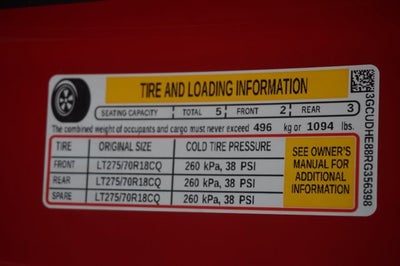 TIRE AND LOADING INFORMATION
SEATING CAPACITY TOTAL 5 FRONT 2 REAR 3
The combined weight of occupants and cargo must never exceed 496 kg or 1094 lbs.
TIRE ORIGINAL SIZE COLD TIRE PRESSURE
FRONT LT275/70R18CQ 260 kPa, 38 PSI
REAR LT275/70R18CQ 260 kPa, 38 PSI
SPARE LT275/70R18CQ 260 kPa, 38 PSI
SEE OWNER'S
MANUAL FOR
ADDITIONAL
INFORMATION
3GCUDHE88RG356398